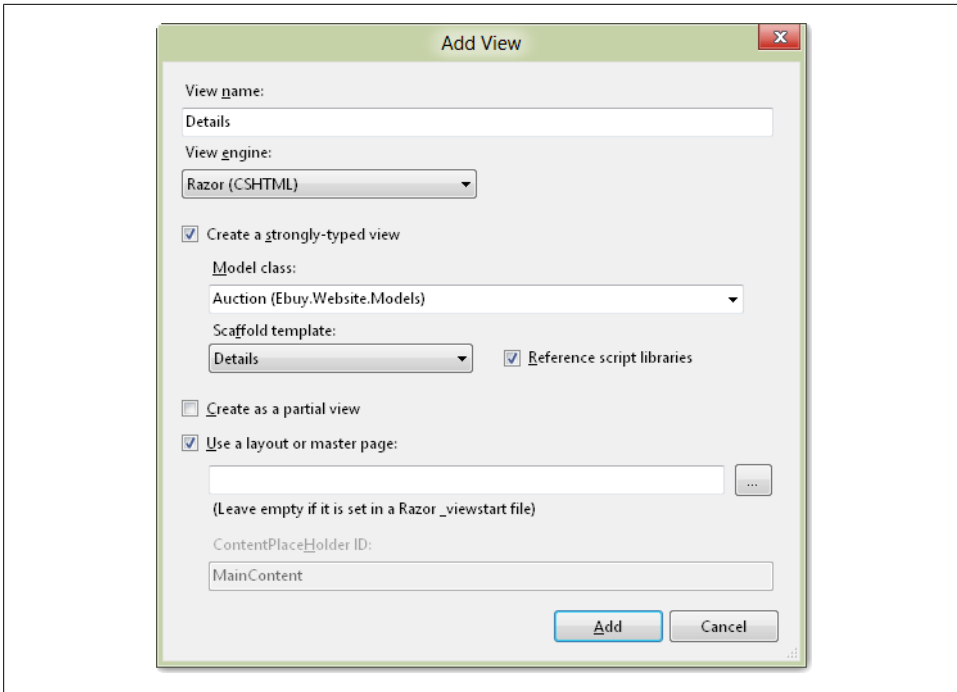 Add View
View name:
Details
View engine:
Razor (CSHTML)
Create a strongly-typed view
Model class:
Auction (Ebuy.Website.Models)
Scaffold template:
Details
Reference script libraries
Create as a partial view
Use a layout or master page:
...
(Leave empty if it is set in a Razor _viewstart file)
ContentPlaceHolder ID:
MainContent
Add
Cancel